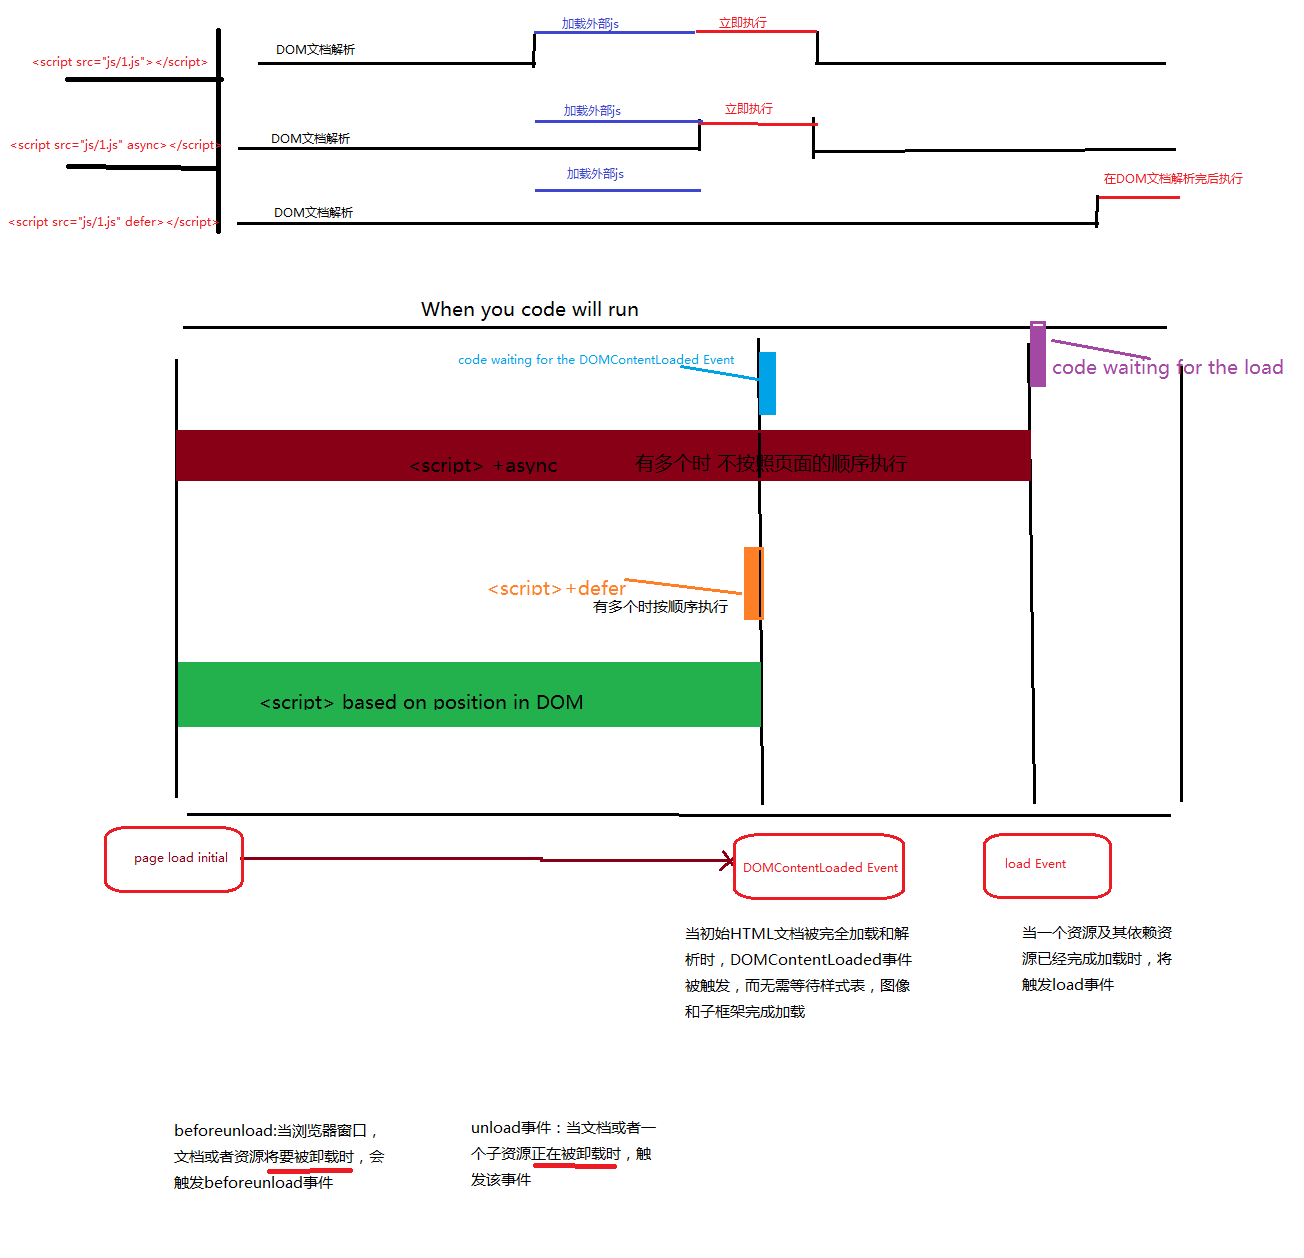 加载外部js
立即执行
DOM文档解析
<script src="js/1.js"></script>
加载外部js
立即执行
DOM文档解析
<script src="js/1.js" async></script>
加载外部js
在DOM文档解析完后执行
DOM文档解析
<script src="js/1.js" defer></script>
When you code will run
code waiting for the DOMContentLoaded Event
code waiting for the load
<script> +async
有多个时 不按照页面的顺序执行
<script>+defer
有多个时按顺序执行
<script> based on position in DOM
page load initial
DOMContentLoaded Event
load Event
当初始HTML文档被完全加载和解
析时，DOMContentLoaded事件
被触发，而无需等待样式表，图像
和子框架完成加载
当一个资源及其依赖资
源已经完成加载时，将
触发load事件
beforeunload:当浏览器窗口，
文档或者资源将要被卸载时，会
触发beforeunload事件
unload事件：当文档或者一
个子资源正在被卸载时，触
发该事件